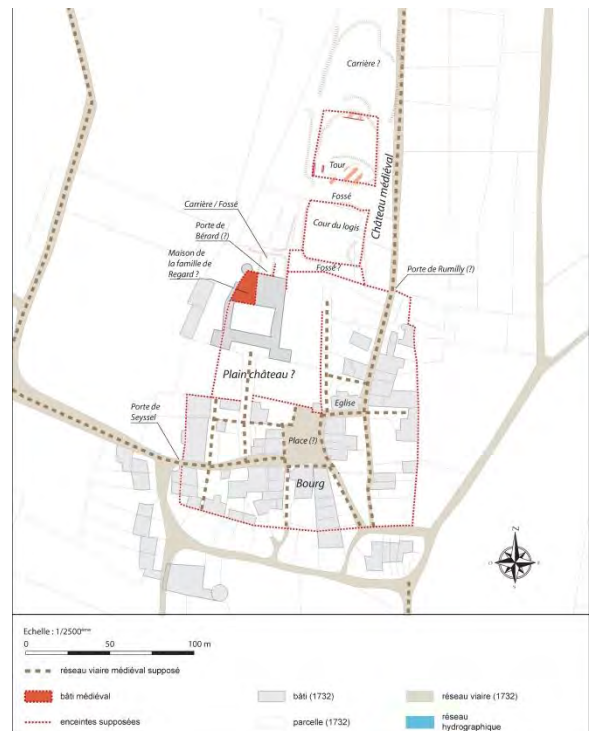 Carrière ?
Tour
Château médiéval
Fossé
Carrière / Fossé
Cour du logis
Porte de
Bérard (?)
Maison de
la famille de
Regard ?
Fossé ?
Porte de Rumilly (?)
Plain château ?
Eglise
Porte de
Seyssel
Place (?)
Bourg
Echelle : 1/2500ème
0 50 100 m
réseau viaire médiéval supposé
bâti médiéval
bâti (1732)
réseau viaire (1732)
enceintes supposées
parcelle (1732)
réseau
hydrographique